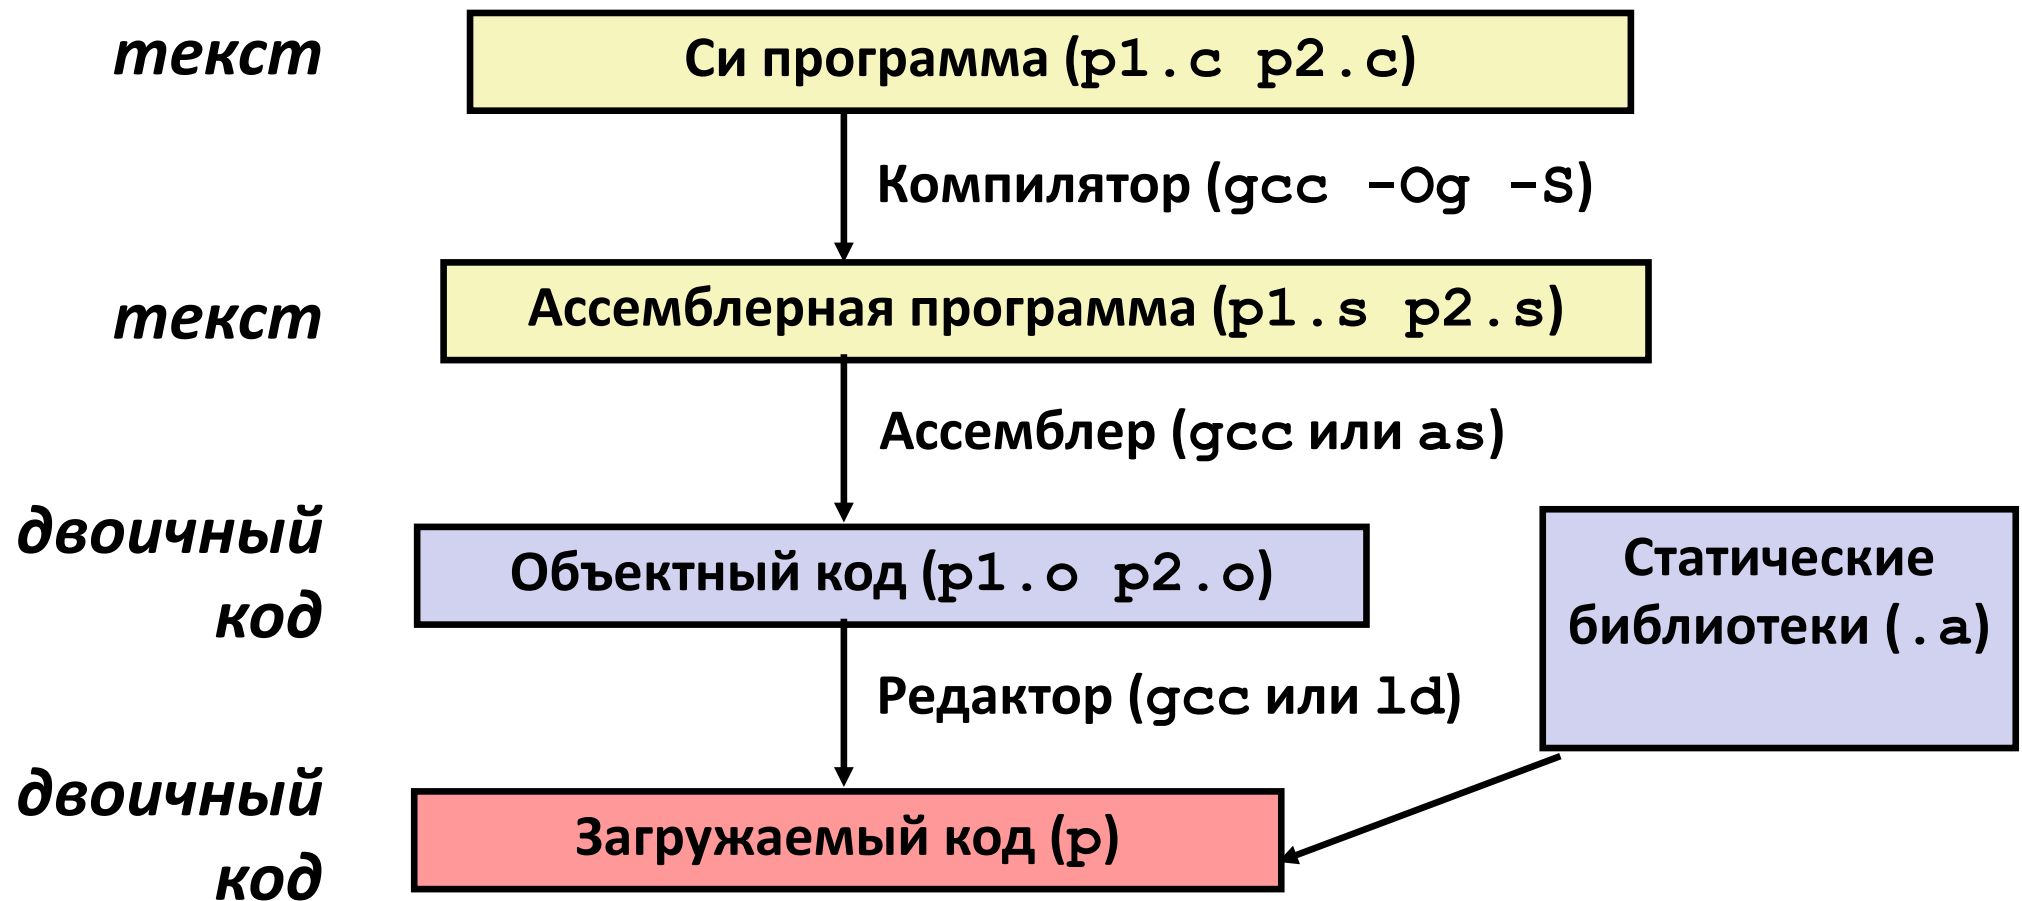 текст
Си программа (p1.c p2.c)
Компилятор (gcc -Og -S)
текст
Ассемблерная программа (p1.s p2.s)
Ассемблер (gcc или as)
двоичный
код
Объектный код (p1.o p2.o)
Статические
библиотеки (.a)
Редактор (gcc или ld)
двоичный
код
Загружаемый код (p)